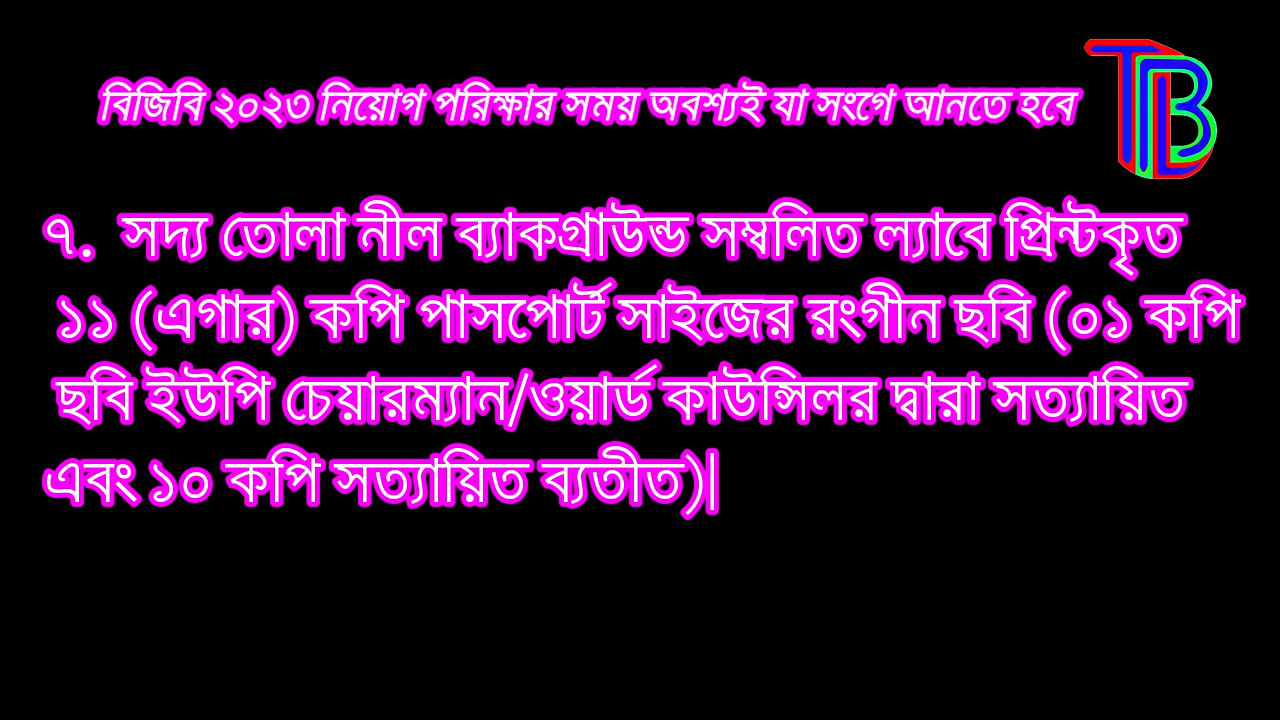 বিজিবি ২০২৩ নিয়োগ পরিক্ষার সময় অবশ্যই যা সংগে আনতে হবে
TB
৭. সদ্য তোলা নীল ব্যাকগ্রাউন্ড সম্বলিত ল্যাবে প্রিন্টকৃত
১১ (এগার) কপি পাসপোর্ট সাইজের রংগীন ছবি (০১ কপি
ছবি ইউপি চেয়ারম্যান/ওয়ার্ড কাউন্সিলর দ্বারা সত্যায়িত
এবং ১০ কপি সত্যায়িত ব্যতীত)|